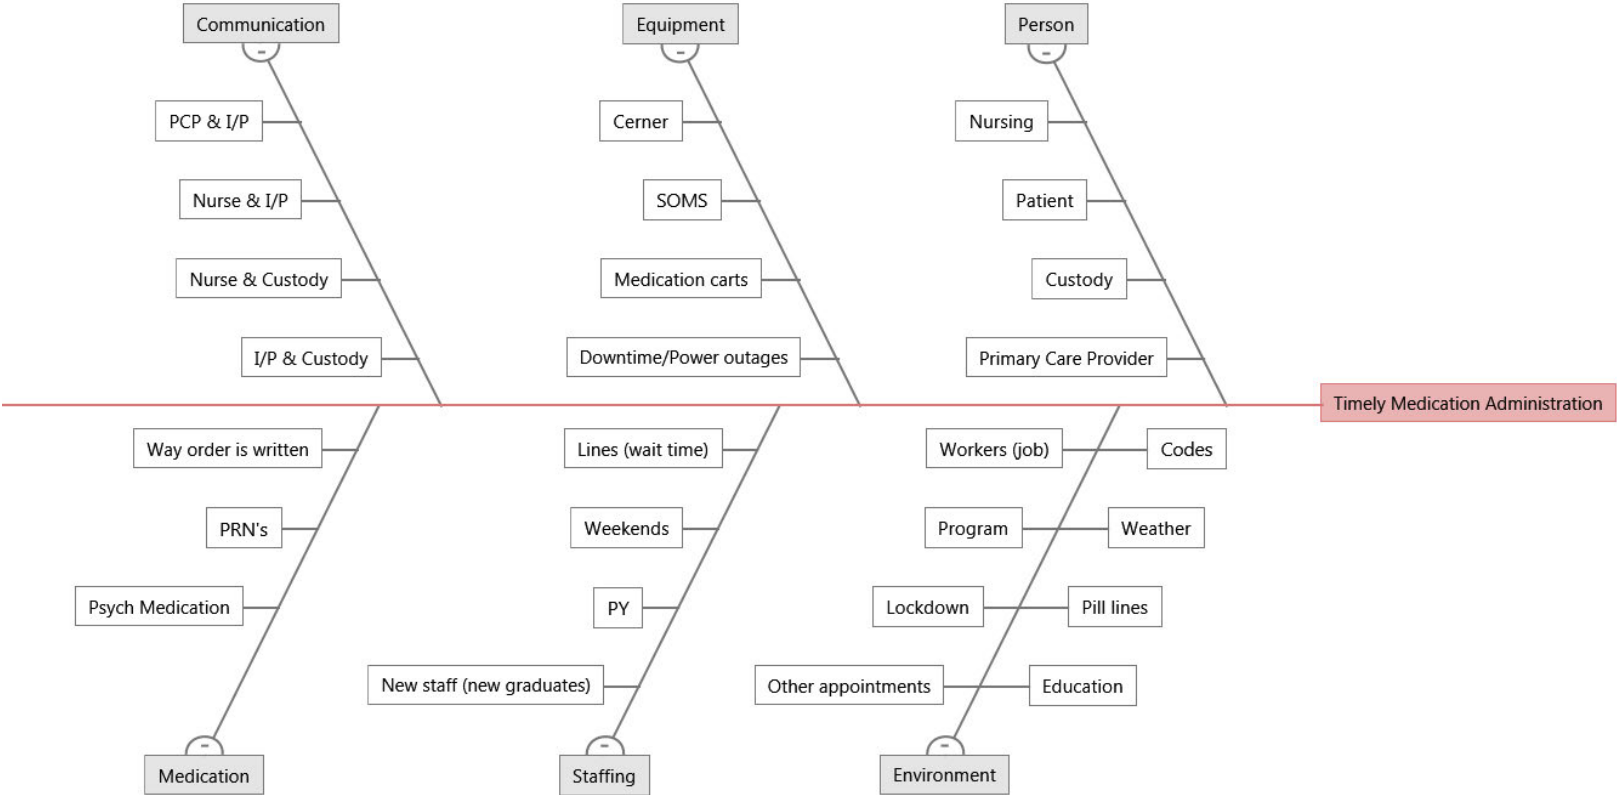 Communication
Equipment
Person
PCP & I/P
Cerner
Nursing
Nurse & I/P
SOMS
Patient
Nurse & Custody
Medication carts
Custody
I/P & Custody
Downtime/Power outages
Primary Care Provider
Timely Medication Administration
Way order is written
Lines (wait time)
Workers (job)
Codes
PRN's
Weekends
Program
Weather
Psych Medication
PY
Lockdown
Pill lines
New staff (new graduates)
Other appointments
Education
Medication
Staffing
Environment